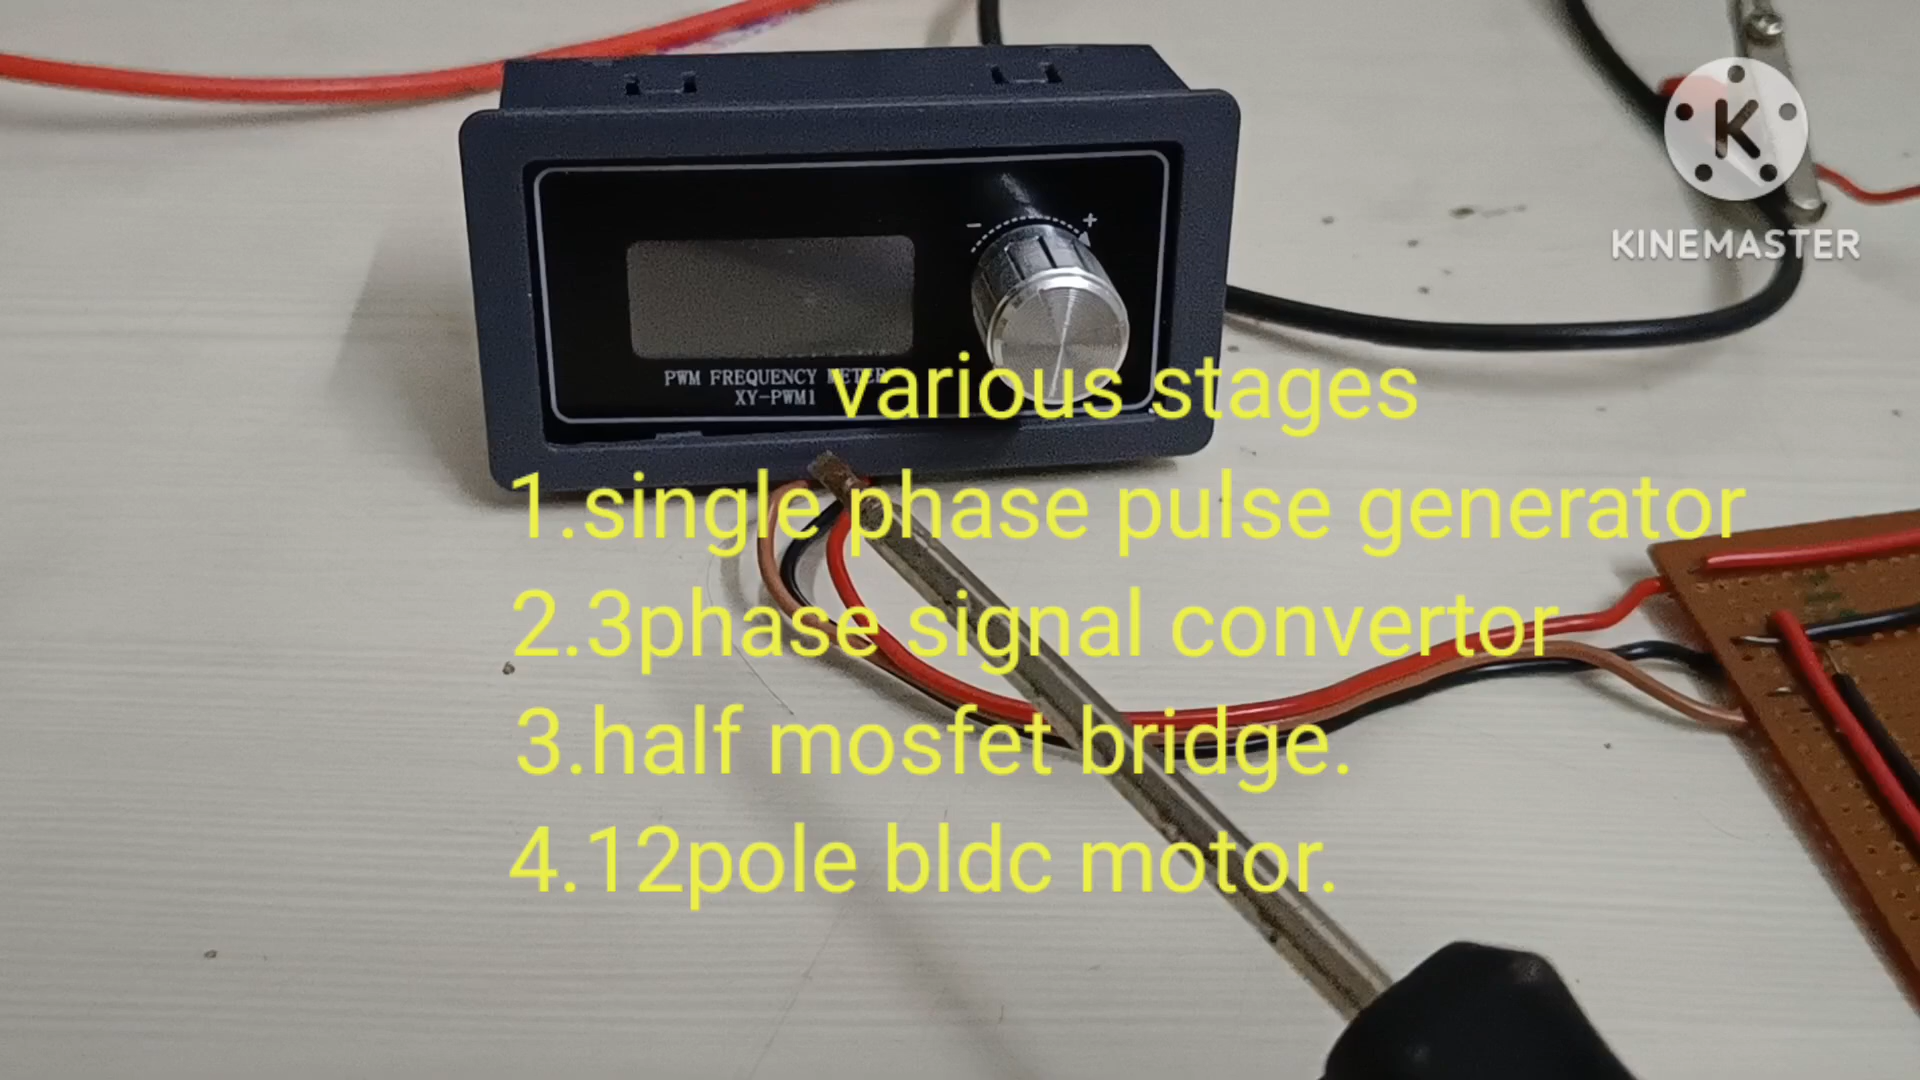 K
KINEMASTER
- +
PWM FREQUENCY METER
XY-PWM1
various stages
1.single phase pulse generator
2.3phase signal convertor
3.half mosfet bridge.
4.12pole bldc motor.